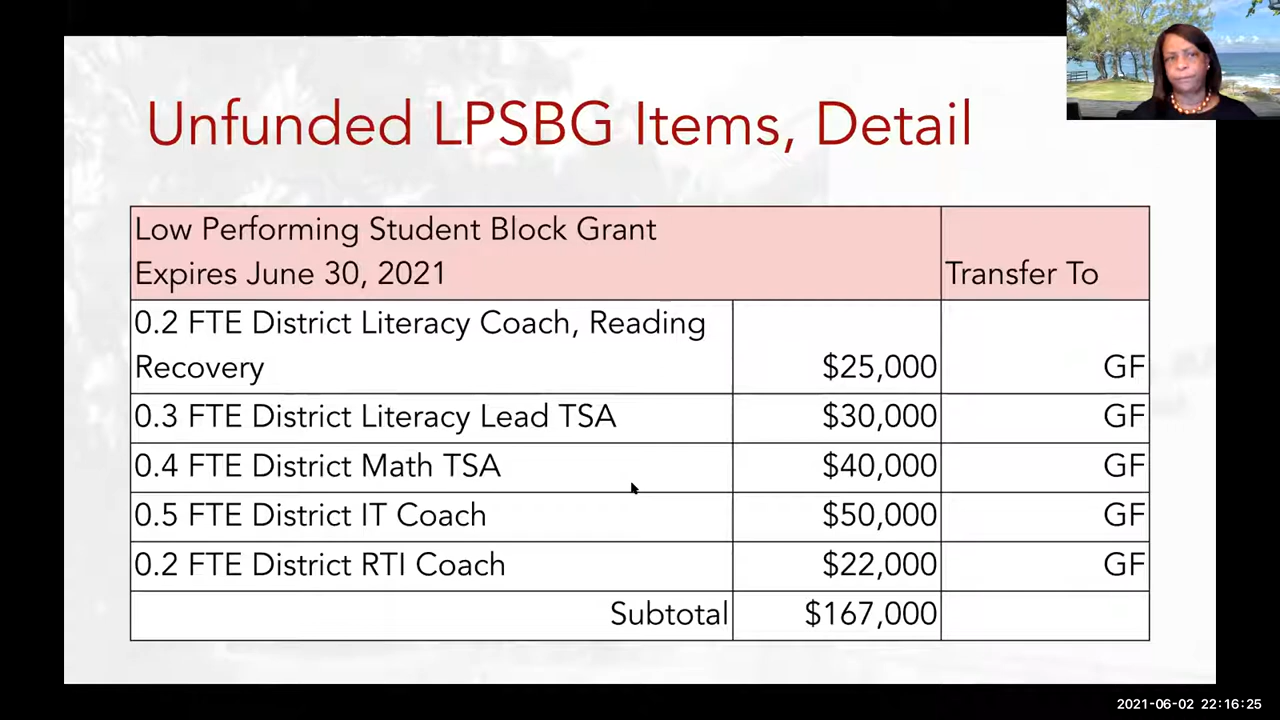 Unfunded LPSBG Items, Detail
Low Performing Student Block Grant
Expires June 30, 2021
Transfer To
0.2 FTE District Literacy Coach, Reading
Recovery
$25,000
GF
0.3 FTE District Literacy Lead TSA
$30,000
GF
0.4 FTE District Math TSA
$40,000
GF
0.5 FTE District IT Coach
$50,000
GF
0.2 FTE District RTI Coach
$22,000
GF
Subtotal
$167,000
2021-06-02 22:16:25